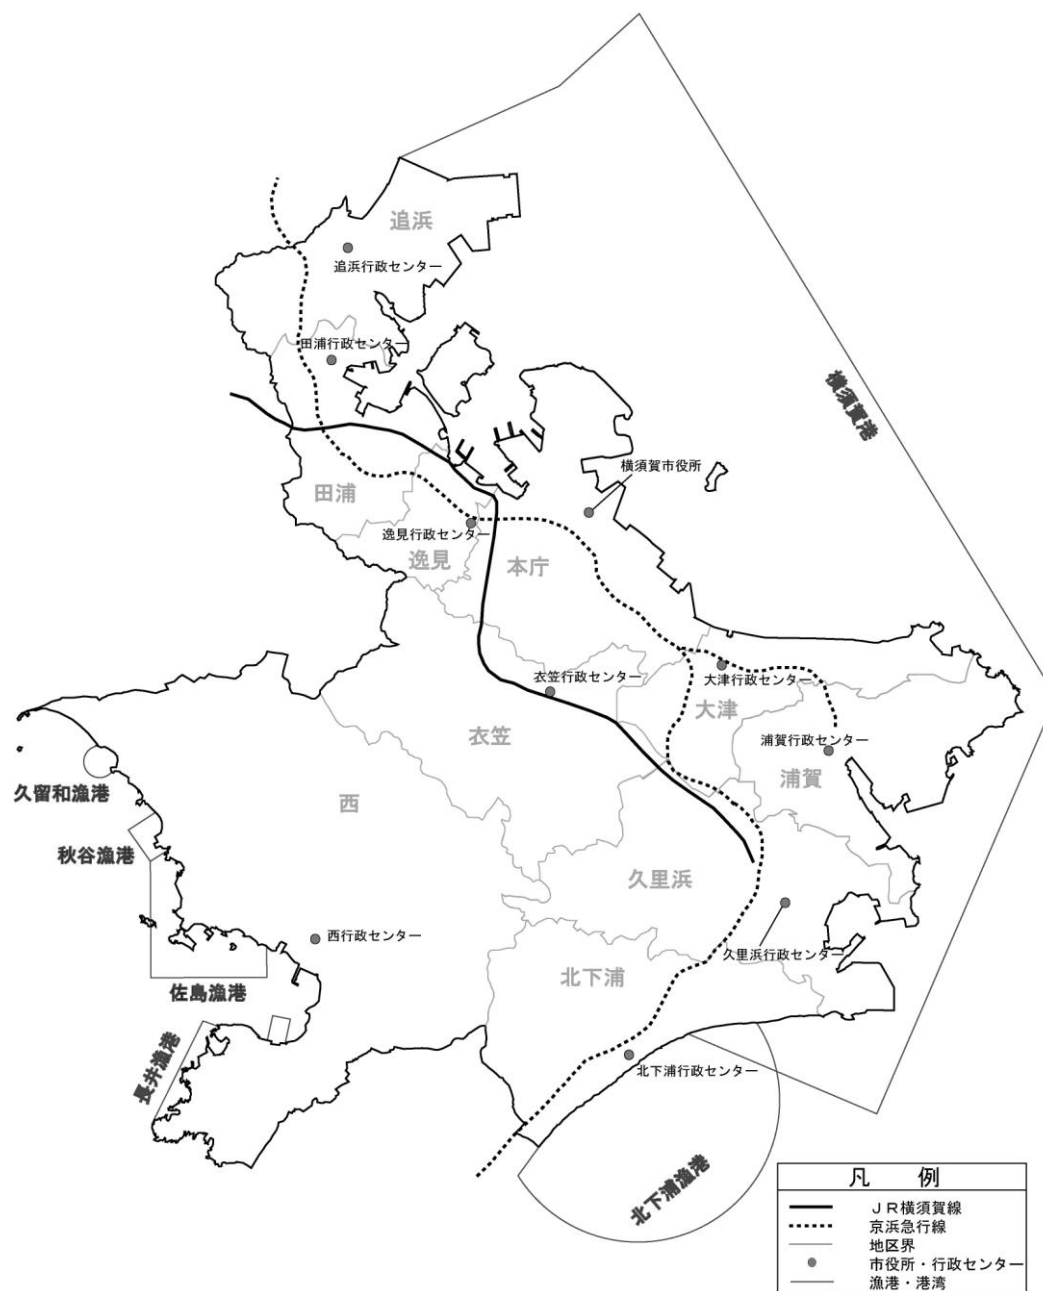 追浜
追浜行政センター
田浦行政センター
横須賀港
横須賀市役所
田浦
逸見行政センター
逸見
本庁
衣笠行政センター
大津行政センター
大津
衣笠
浦賀行政センター
浦賀
久留和漁港
西
秋谷漁港
久里浜
西行政センター
久里浜行政センター
北下浦
佐島漁港
長井漁港
北下浦行政センター
北下浦漁港
凡 例
JR横須賀線
京浜急行線
地区界
市役所・行政センター
漁港・港湾